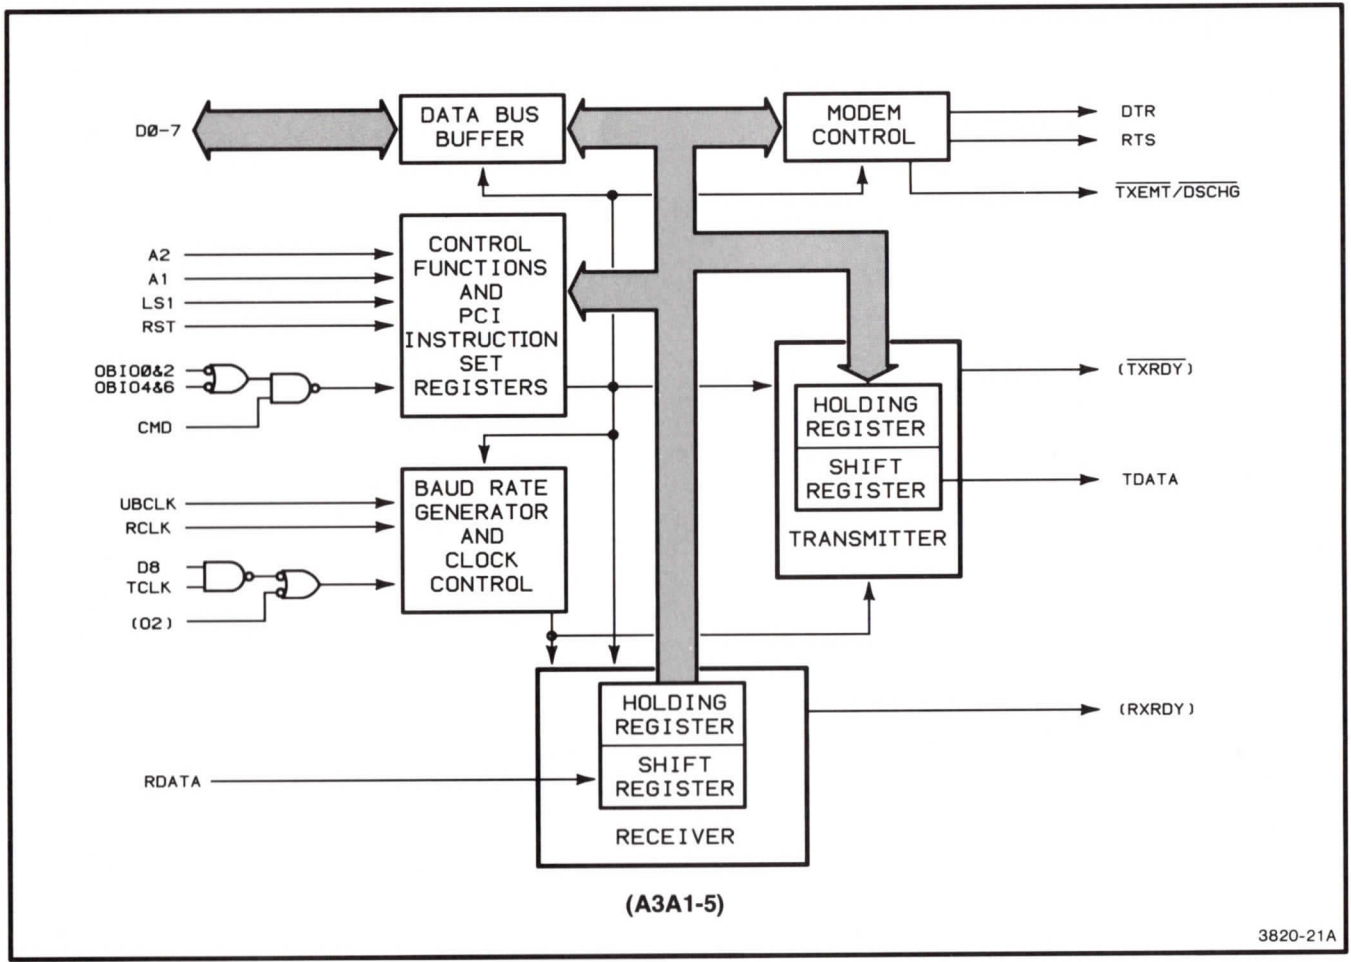 DATA BUS
BUFFER
MODEM
CONTROL
D0-7
DTR
RTS
TXEMT/DSCHG
CONTROL
FUNCTIONS
AND
PCI
INSTRUCTION
SET
REGISTERS
A2
A1
LS1
RST
OBIO0&2
OBIO4&6
CMD
(TXRDY)
HOLDING
REGISTER
SHIFT
REGISTER
TRANSMITTER
TDATA
BAUD RATE
GENERATOR
AND
CLOCK
CONTROL
UBCLK
RCLK
D8
TCLK
(O2)
HOLDING
REGISTER
SHIFT
REGISTER
RECEIVER
(RXRDY)
RDATA
(A3A1-5)
3820-21A